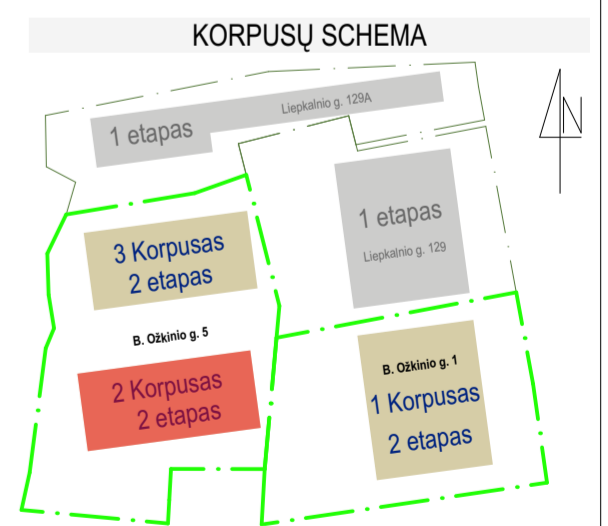 KORPUSŲ SCHEMA
Liepkalnio g. 129A
1 etapas
N
1 etapas
Liepkalnio g. 129
3 Korpusas
2 etapas
B. Ožkinio g. 5
2 Korpusas
2 etapas
B. Ožkinio g. 1
1 Korpusas
2 etapas